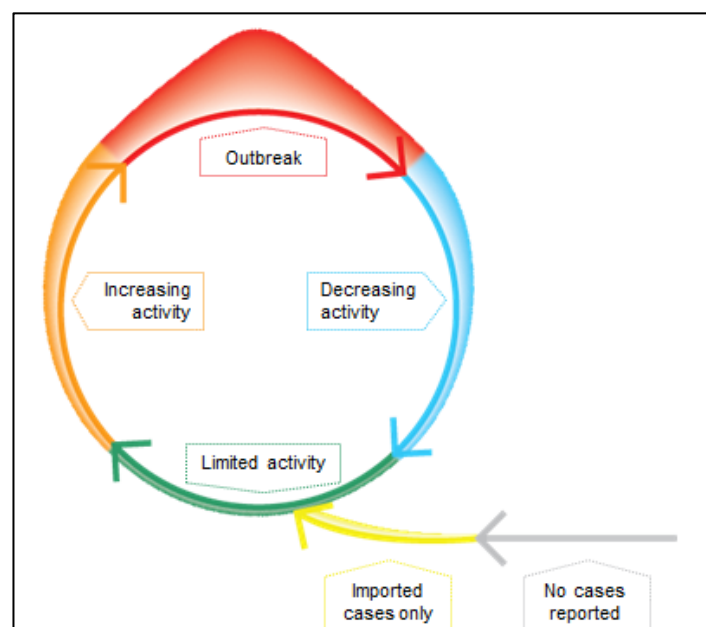 Outbreak
Increasing
activity
Decreasing
activity
Limited activity
Imported
cases only
No cases
reported